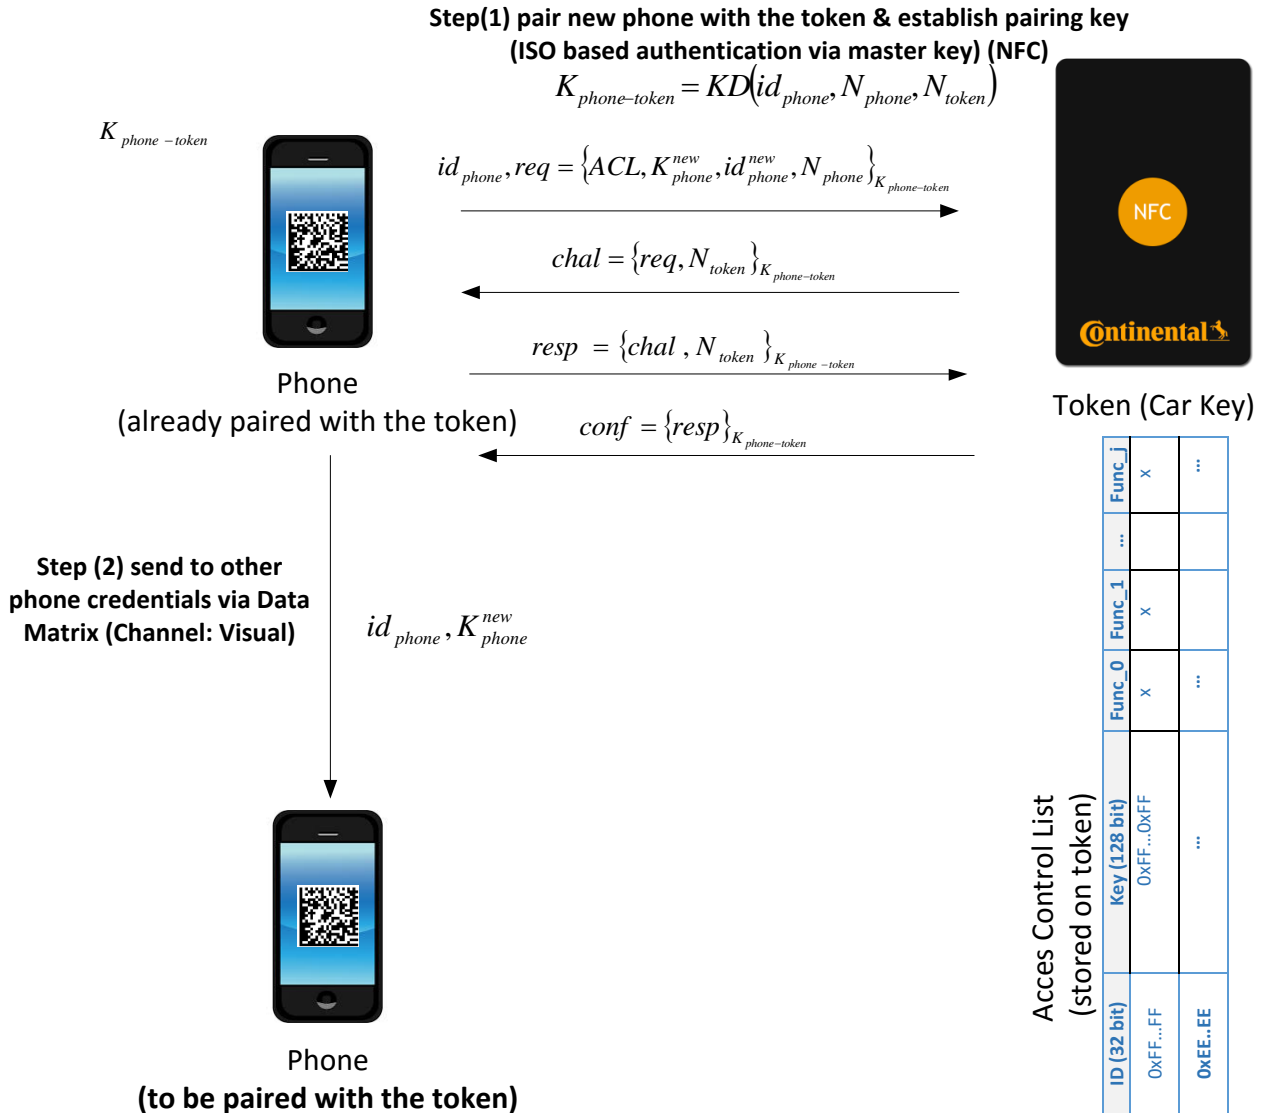 Step(1) pair new phone with the token & establish pairing key
(ISO based authentication via master key) (NFC)
K phone–token = KD(id phone, N phone, N token)
K phone – token
id phone, req = {ACL, K new phone, id new phone, N phone} K phone–token
chal = {req, N token} K phone–token
resp = {chal , N token } K phone – token
conf = {resp} K phone–token
NFC
Continental
Phone
(already paired with the token)
Token (Car Key)
Step (2) send to other
phone credentials via Data
Matrix (Channel: Visual)
id phone, K new phone
Phone
(to be paired with the token)
Acces Control List
(stored on token)
ID (32 bit) Key (128 bit) Func_0 Func_1 ... Func_j
0xFF...FF 0xFF...0xFF x x x
0xEE..EE ... ... ...